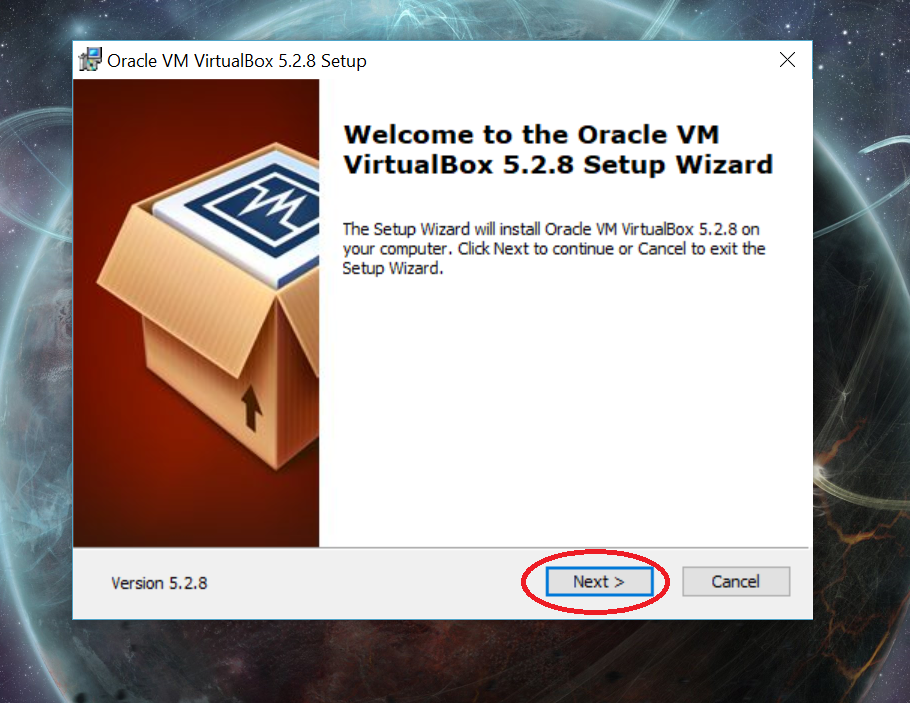 Oracle VM VirtualBox 5.2.8 Setup
Welcome to the Oracle VM
VirtualBox 5.2.8 Setup Wizard
The Setup Wizard will install Oracle VM VirtualBox 5.2.8 on
your computer. Click Next to continue or Cancel to exit the
Setup Wizard.
Version 5.2.8
Next >
Cancel